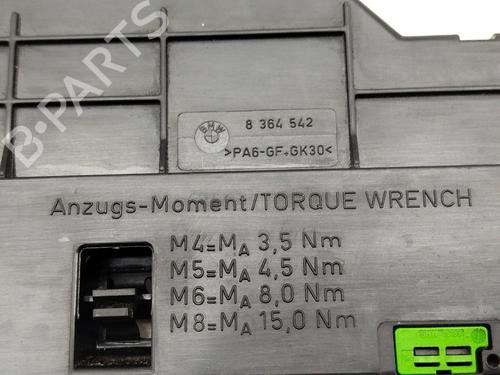 BMW
8 364 542
>PA6-GF+GK30<
Anzugs-Moment/TORQUE WRENCH
M4=MA 3,5 Nm
M5=MA 4,5 Nm
M6=MA 8,0 Nm
M8=MA 15,0 Nm
B-PARTS